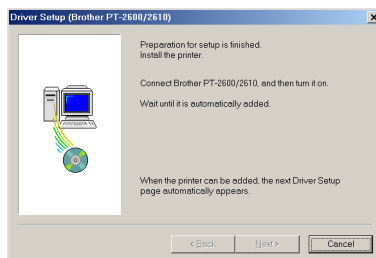 Driver Setup (Brother PT-2600/2610)
Preparation for setup is finished.
Install the printer.
Connect Brother PT-2600/2610, and then turn it on.
Wait until it is automatically added.
When the printer can be added, the next Driver Setup
page automatically appears.
< Back
Next >
Cancel